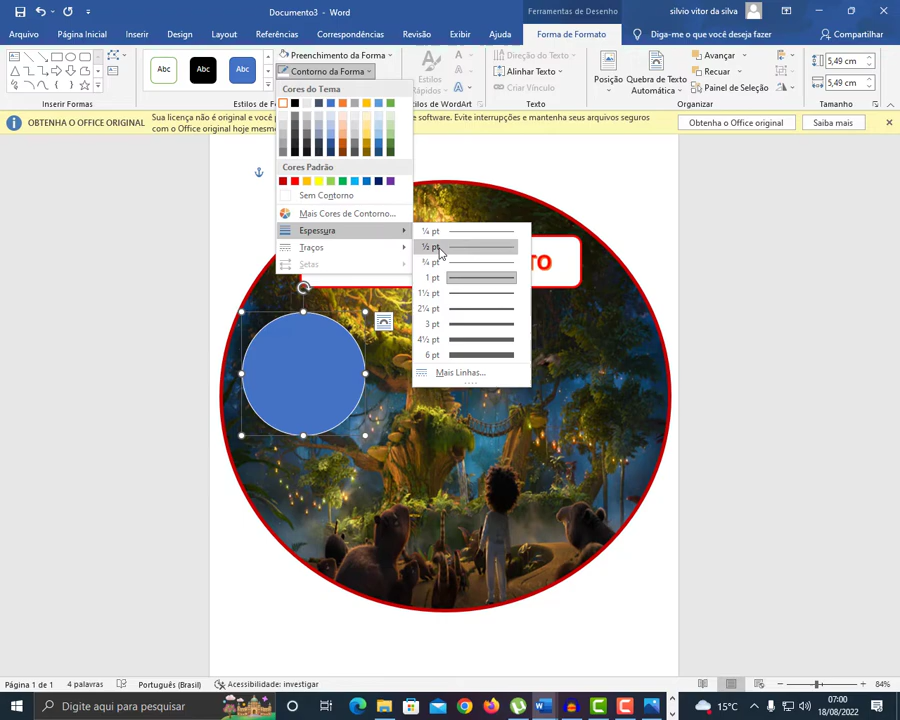 Documento3 - Word
Ferramentas de Desenho
silvio vitor da silva
Arquivo
Página Inicial
Inserir
Design
Layout
Referências
Correspondências
Revisão
Exibir
Ajuda
Forma de Formato
Diga-me o que você deseja fazer
Compartilhar
Abc
Abc
Abc
Preenchimento da Forma
Contorno da Forma
Estilos
Rápidos
Direção do Texto
Alinhar Texto
Criar Vínculo
Posição
Quebra de Texto
Automática
Avançar
Recuar
Painel de Seleção
5,49 cm
5,49 cm
Inserir Formas
Estilos de F
stilos de WordArt
Texto
Organizar
Tamanho
OBTENHA O OFFICE ORIGINAL
Sua licença não é original e você p
software. Evite interrupções e mantenha seus arquivos seguros
com o Office original hoje mesm
Obtenha o Office original
Saiba mais
Cores do Tema
Cores Padrão
Sem Contorno
Mais Cores de Contorno...
Espessura
Traços
Setas
¼ pt
½ pt
¾ pt
1 pt
1½ pt
2¼ pt
3 pt
4½ pt
6 pt
Mais Linhas...
TO
Página 1 de 1
4 palavras
Português (Brasil)
Acessibilidade: investigar
84%
Digite aqui para pesquisar
15°C
07:00
18/08/2022